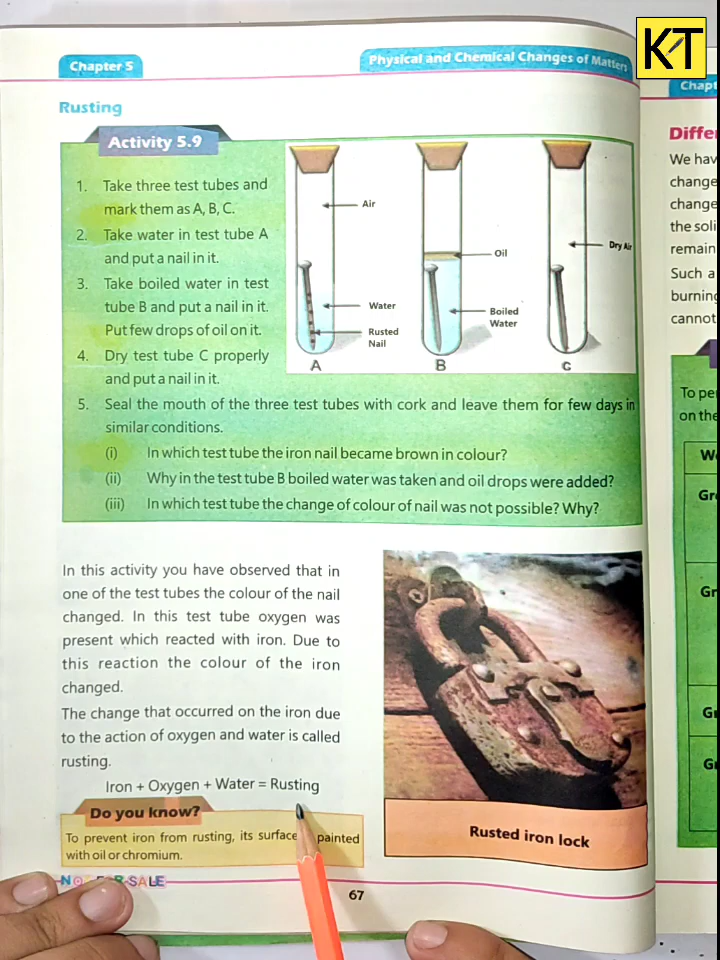 KT
Chapter 5
Physical and Chemical Changes of Matters
Rusting
Activity 5.9
1. Take three test tubes and
mark them as A, B, C.
2. Take water in test tube A
and put a nail in it.
3. Take boiled water in test
tube B and put a nail in it.
Put few drops of oil on it.
4. Dry test tube C properly
and put a nail in it.
Air
Water
Rusted
Nail
A
Oil
Boiled
Water
B
Dry Air
C
5. Seal the mouth of the three test tubes with cork and leave them for few days in
similar conditions.
(i) In which test tube the iron nail became brown in colour?
(ii) Why in the test tube B boiled water was taken and oil drops were added?
(iii) In which test tube the change of colour of nail was not possible? Why?
In this activity you have observed that in
one of the test tubes the colour of the nail
changed. In this test tube oxygen was
present which reacted with iron. Due to
this reaction the colour of the iron
changed.
The change that occurred on the iron due
to the action of oxygen and water is called
rusting.
Iron + Oxygen + Water = Rusting
Do you know?
To prevent iron from rusting, its surface painted
with oil or chromium.
Rusted iron lock
NOT FOR SALE
67
Chapt
Differ
We hav
change
change
the soli
remain
Such a
burning
cannot
To pe
on the
W
Gr
Gr
Gr
Gr